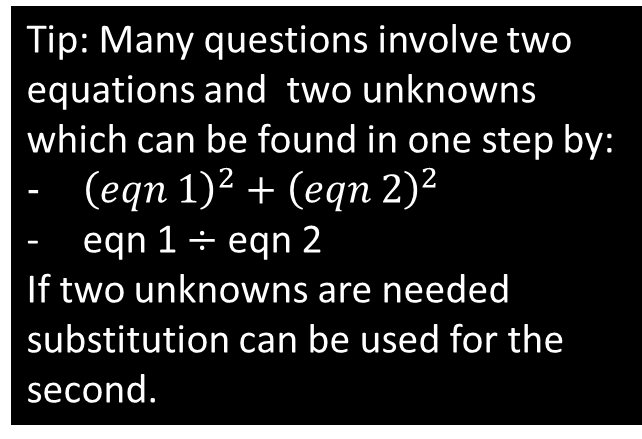 Tip: Many questions involve two
equations and two unknowns
which can be found in one step by:
- (eqn 1)² + (eqn 2)²
- eqn 1 ÷ eqn 2
If two unknowns are needed
substitution can be used for the
second.